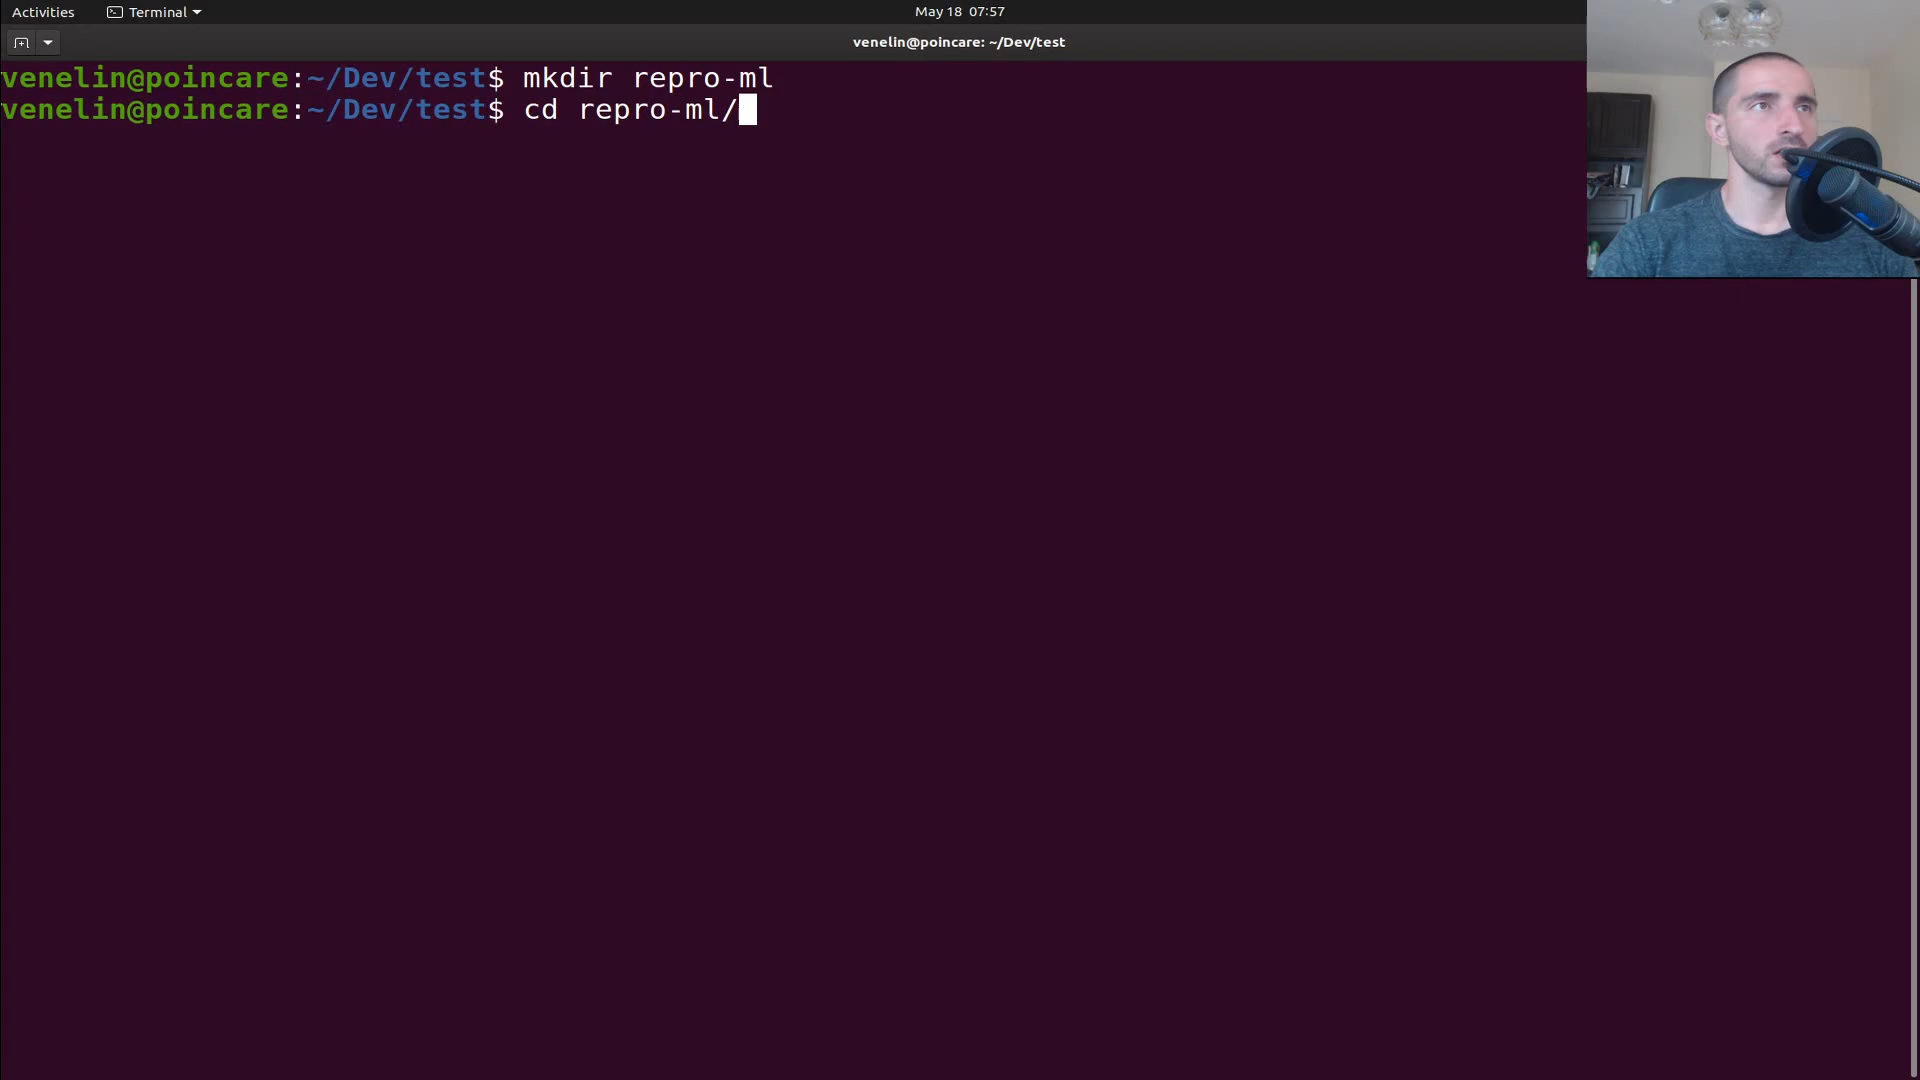 Activities Terminal May 18 07:57
venelin@poincare: ~/Dev/test
venelin@poincare:~/Dev/test$ mkdir repro-ml
venelin@poincare:~/Dev/test$ cd repro-ml/